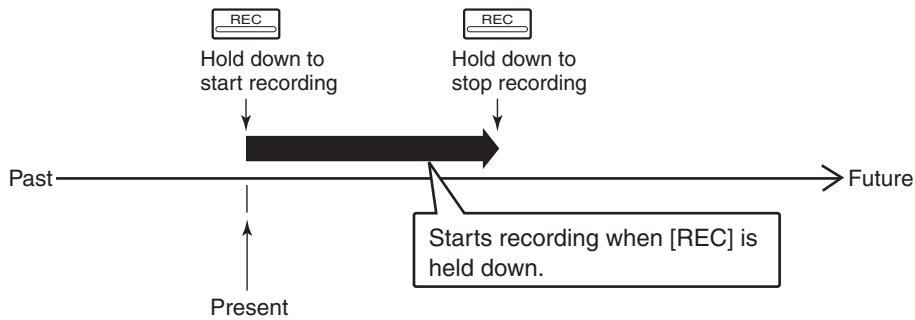 REC
Hold down to
start recording
REC
Hold down to
stop recording
Past
Future
Starts recording when [REC] is
held down.
Present